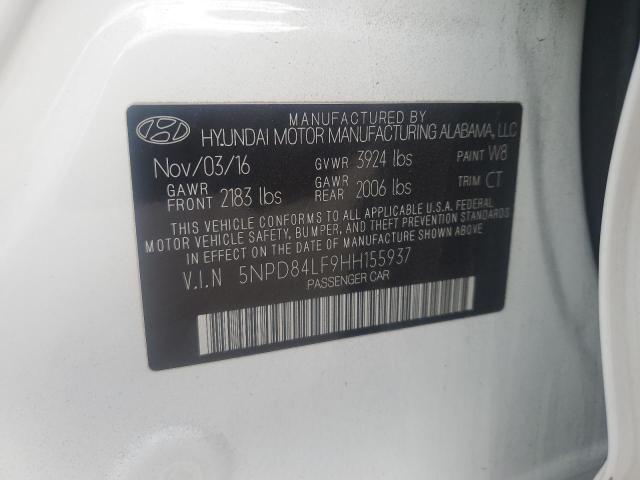 MANUFACTURED BY
HYUNDAI MOTOR MANUFACTURING ALABAMA, LLC
Nov/03/16 GVWR 3924 lbs PAINT W8
GAWR FRONT 2183 lbs GAWR REAR 2006 lbs TRIM CT
THIS VEHICLE CONFORMS TO ALL APPLICABLE U.S.A. FEDERAL
MOTOR VEHICLE SAFETY, BUMPER, AND THEFT PREVENTION STANDARDS
IN EFFECT ON THE DATE OF MANUFACTURE SHOWN ABOVE.
V.I.N 5NPD84LF9HH155937
PASSENGER CAR